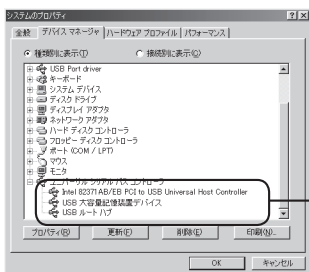 システムのプロパティ
全般 デバイス マネージャ ハードウェア プロファイル パフォーマンス
種類別に表示(T) 接続別に表示(C)
USB Port driver
キーボード
システム デバイス
ディスク ドライブ
ディスプレイ アダプタ
ネットワーク アダプタ
ハード ディスク コントローラ
フロッピー ディスク コントローラ
ポート (COM / LPT)
マウス
モニタ
ユニバーサル シリアル バス コントローラ
Intel 82371AB/EB PCI to USB Universal Host Controller
USB 大容量記憶装置デバイス
USB ルート ハブ
プロパティ(R) 更新(F) 削除(E) 印刷(N)...
OK キャンセル